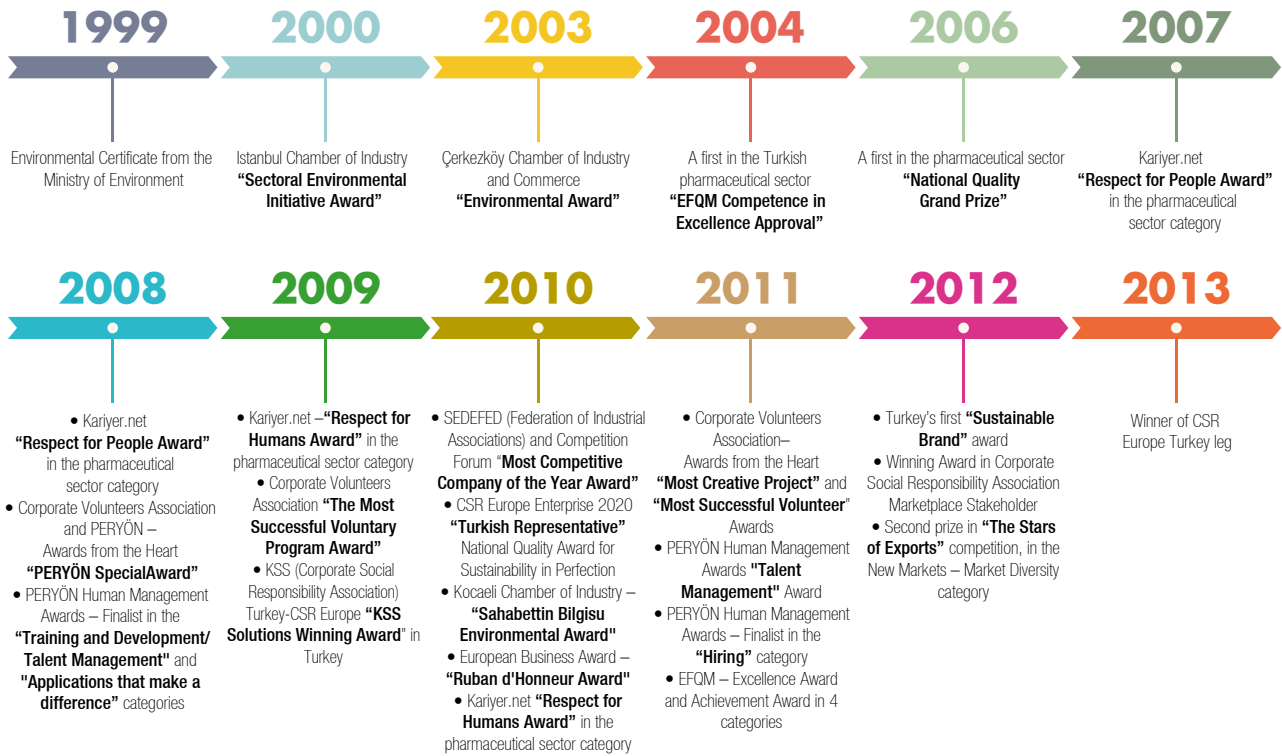 1999
Environmental Certificate from the
Ministry of Environment
2000
Istanbul Chamber of Industry
“Sectoral Environmental
Initiative Award”
2003
Çerkezköy Chamber of Industry
and Commerce
“Environmental Award”
2004
A first in the Turkish
pharmaceutical sector
“EFQM Competence in
Excellence Approval”
2006
A first in the pharmaceutical sector
“National Quality
Grand Prize”
2007
Kariyer.net
“Respect for People Award”
in the pharmaceutical
sector category
2008
• Kariyer.net
“Respect for People Award”
in the pharmaceutical
sector category
• Corporate Volunteers Association
and PERYÖN –
Awards from the Heart
“PERYÖN SpecialAward”
• PERYÖN Human Management
Awards – Finalist in the
“Training and Development/
Talent Management" and
"Applications that make a
difference” categories
2009
• Kariyer.net –“Respect for
Humans Award” in the
pharmaceutical sector category
• Corporate Volunteers
Association “The Most
Successful Voluntary
Program Award”
• KSS (Corporate Social
Responsibility Association)
Turkey-CSR Europe “KSS
Solutions Winning Award” in
Turkey
2010
• SEDEFED (Federation of Industrial
Associations) and Competition
Forum “Most Competitive
Company of the Year Award”
• CSR Europe Enterprise 2020
“Turkish Representative”
National Quality Award for
Sustainability in Perfection
• Kocaeli Chamber of Industry –
“Sahabettin Bilgisu
Environmental Award"
• European Business Award –
“Ruban d'Honneur Award"
• Kariyer.net “Respect for
Humans Award” in the
pharmaceutical sector category
2011
• Corporate Volunteers
Association–
Awards from the Heart
“Most Creative Project” and
“Most Successful Volunteer”
Awards
• PERYÖN Human Management
Awards "Talent
Management" Award
• PERYÖN Human Management
Awards – Finalist in the
“Hiring” category
• EFQM – Excellence Award
and Achievement Award in 4
categories
2012
• Turkey’s first “Sustainable
Brand” award
• Winning Award in Corporate
Social Responsibility Association
Marketplace Stakeholder
• Second prize in “The Stars
of Exports” competition, in the
New Markets – Market Diversity
category
2013
Winner of CSR
Europe Turkey leg